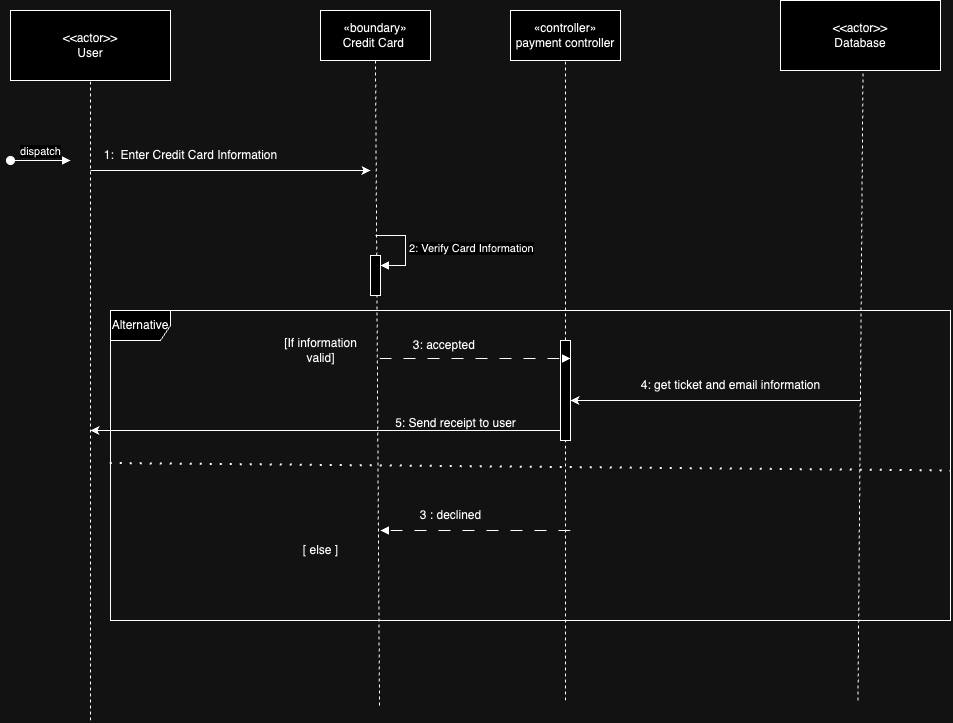 <<actor>>
User
«boundary»
Credit Card
«controller»
payment controller
<<actor>>
Database
dispatch
1:  Enter Credit Card Information
2: Verify Card Information
Alternative
[If information
valid]
3: accepted
4: get ticket and email information
5: Send receipt to user
3 : declined
[ else ]